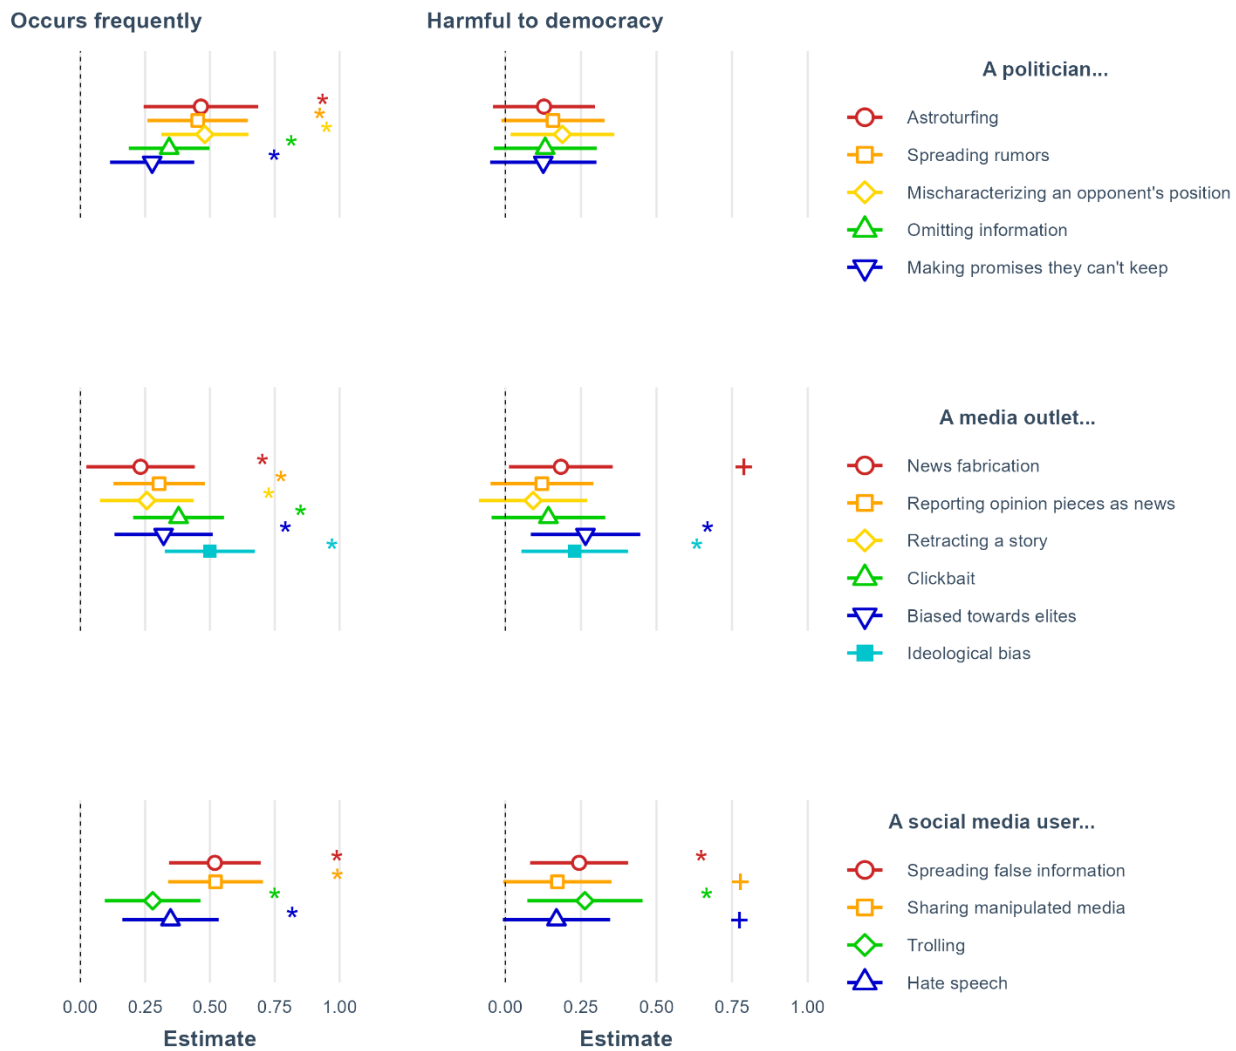 Occurs frequently
Harmful to democracy
A politician...
Astroturfing
Spreading rumors
Mischaracterizing an opponent's position
Omitting information
Making promises they can't keep
A media outlet...
News fabrication
Reporting opinion pieces as news
Retracting a story
Clickbait
Biased towards elites
Ideological bias
A social media user...
Spreading false information
Sharing manipulated media
Trolling
Hate speech
0.00 0.25 0.50 0.75 1.00
0.00 0.25 0.50 0.75 1.00
Estimate
Estimate